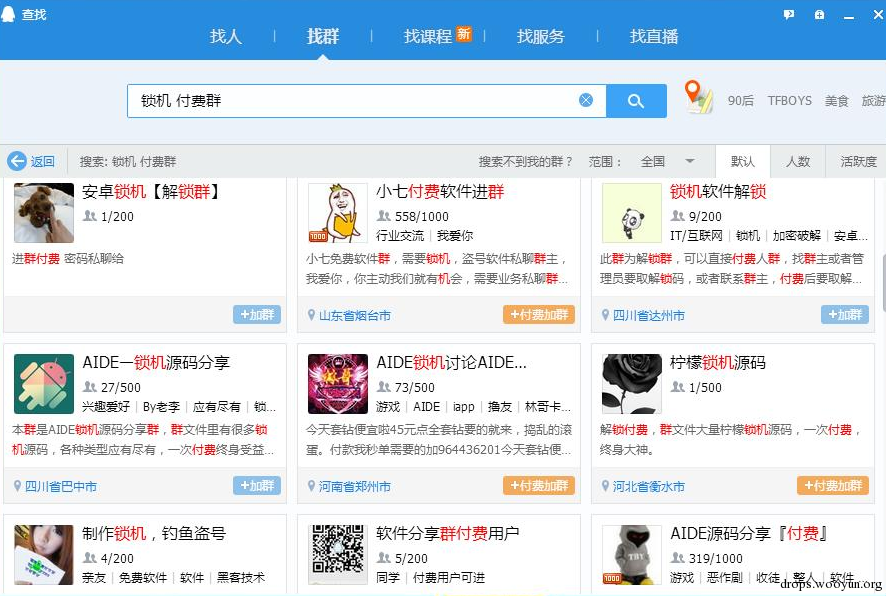 查找
找人 找群 找课程 新 找服务 找直播
锁机 付费群 90后 TFBOYS 美食 旅游
返回 搜索: 锁机 付费群 搜索不到我的群？ 范围： 全国 默认 人数 活跃度
安卓锁机【解锁群】
1/200
进群付费 密码私聊给
+加群
小七付费软件进群
558/1000
行业交流 我爱你
1000
小七免费软件群，需要锁机，盗号软件私聊群主，
我爱你，你主动我们就有机会，需要业务私聊群...
山东省烟台市 +付费加群
锁机软件解锁
9/200
IT/互联网 锁机 加密破解 安卓...
此群为解锁群，可以直接付费人群，找群主或者管
理员要取解锁码，或者联系群主，付费后要取解...
四川省达州市 +加群
AIDE一锁机源码分享
27/500
兴趣爱好 By老李 应有尽有 锁...
本群是AIDE锁机源码分享群，群文件里有很多锁
机源码，各种类型应有尽有，一次付费终身受益...
四川省巴中市 +加群
AIDE锁机讨论AIDE...
73/500
游戏 AIDE iapp 撸友 林哥卡...
今天套钻便宜啦45元点全套钻要的就来，捣乱的滚
蛋。付款我秒单需要的加964436201今天套钻便...
河南省郑州市 +付费加群
柠檬锁机源码
1/500
解锁付费，群文件大量柠檬锁机源码，一次付费，
终身大神。
河北省衡水市 +付费加群
制作锁机，钓鱼盗号
4/200
亲友 免费软件 软件 黑客技术
软件分享群付费用户
5/200
同学 付费用户可进
AIDE源码分享『付费』
319/1000
游戏 恶作剧 收徒 整人 软件
1000
drops.wooyun.org